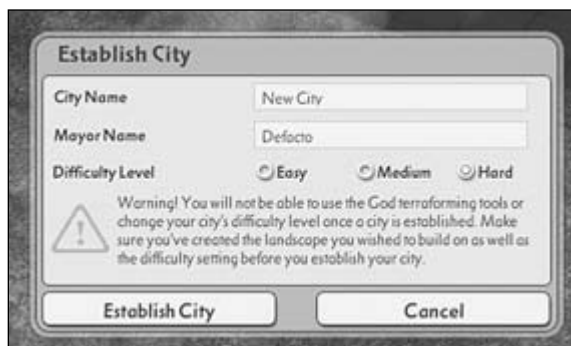 Establish City
City Name
New City
Mayor Name
Defacto
Difficulty Level
Easy
Medium
Hard
Warning! You will not be able to use the God terraforming tools or
change your city's difficulty level once a city is established. Make
sure you've created the landscape you wished to build on as well as
the difficulty setting before you establish your city.
Establish City
Cancel